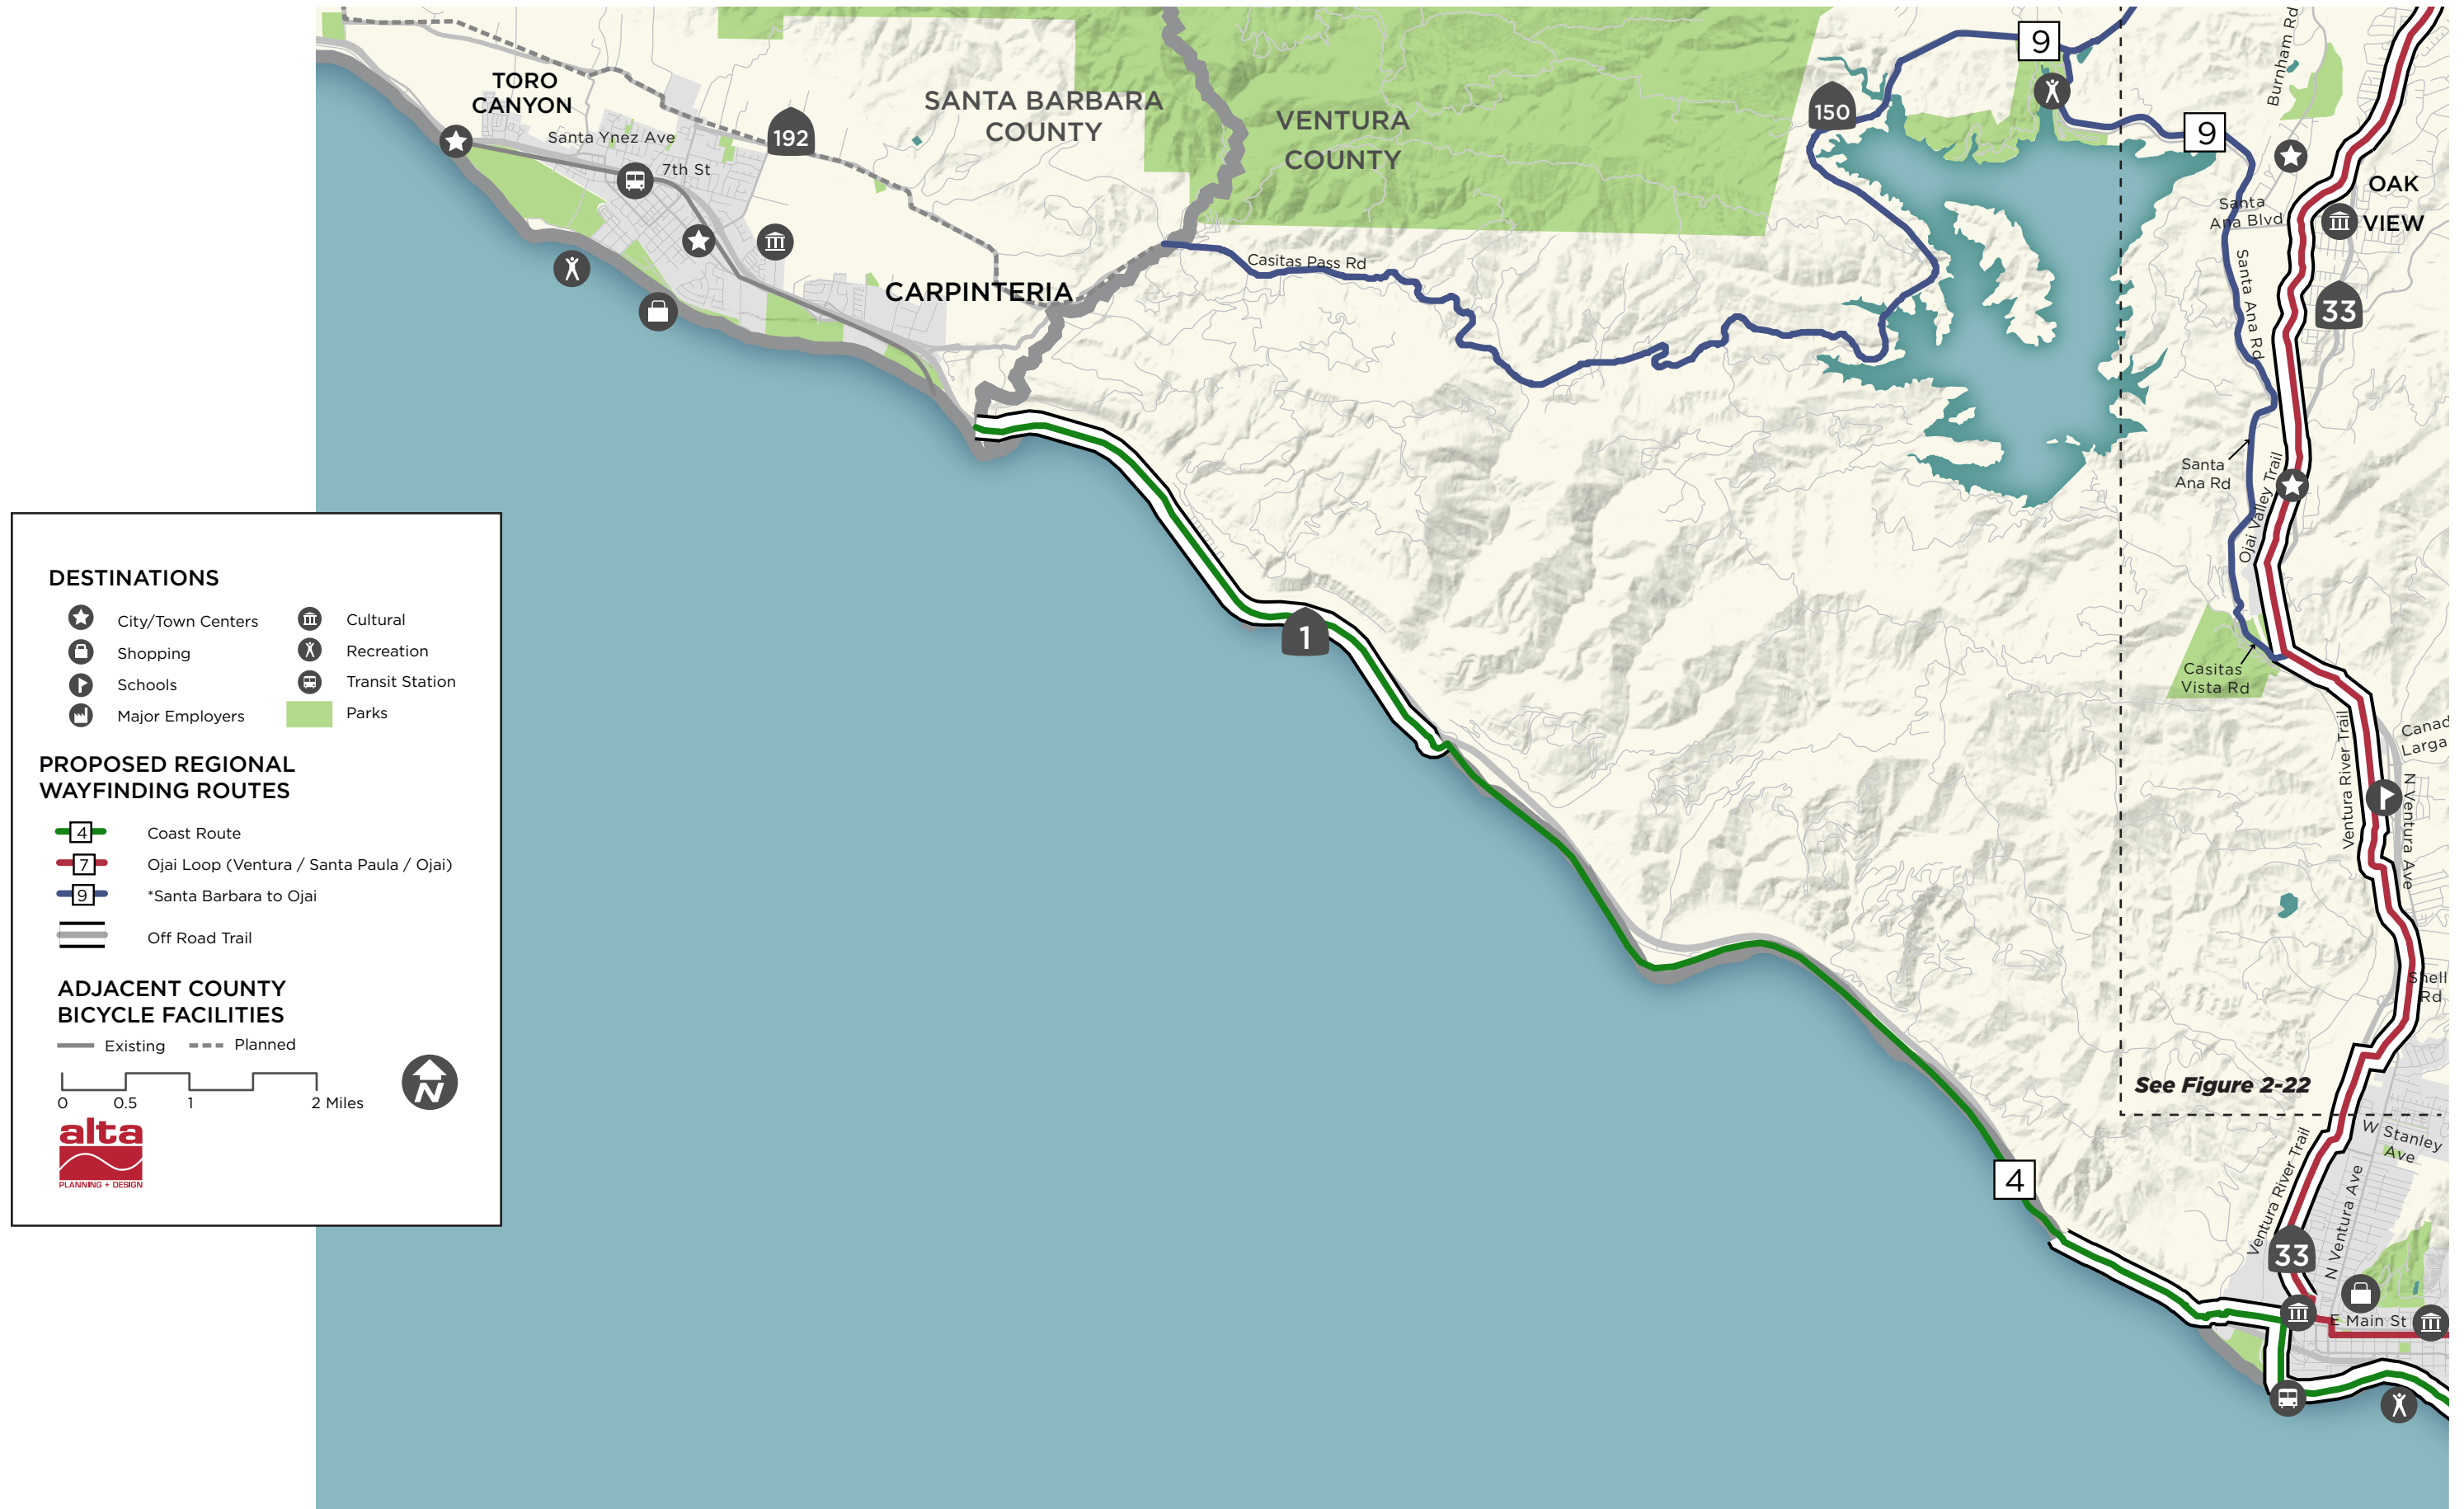 TORO
CANYON
Santa Ynez Ave
7th St
192
SANTA BARBARA
COUNTY
VENTURA
COUNTY
150
9
9
Burnham Rd
OAK
VIEW
Santa
Ana Blvd
Santa Ana Rd
33
Casitas Pass Rd
CARPINTERIA
Santa
Ana Rd
Ojai Valley Trail
1
Casitas
Vista Rd
Ventura River Trail
Canad
Larga
N Ventura Ave
Shell
Rd
See Figure 2-22
W Stanley
Ave
4
Ventura River Trail
N Ventura Ave
33
E Main St
DESTINATIONS
City/Town Centers
Cultural
Shopping
Recreation
Schools
Transit Station
Major Employers
Parks
PROPOSED REGIONAL
WAYFINDING ROUTES
4 Coast Route
7 Ojai Loop (Ventura / Santa Paula / Ojai)
9 *Santa Barbara to Ojai
Off Road Trail
ADJACENT COUNTY
BICYCLE FACILITIES
Existing Planned
0 0.5 1 2 Miles
N
alta
PLANNING + DESIGN